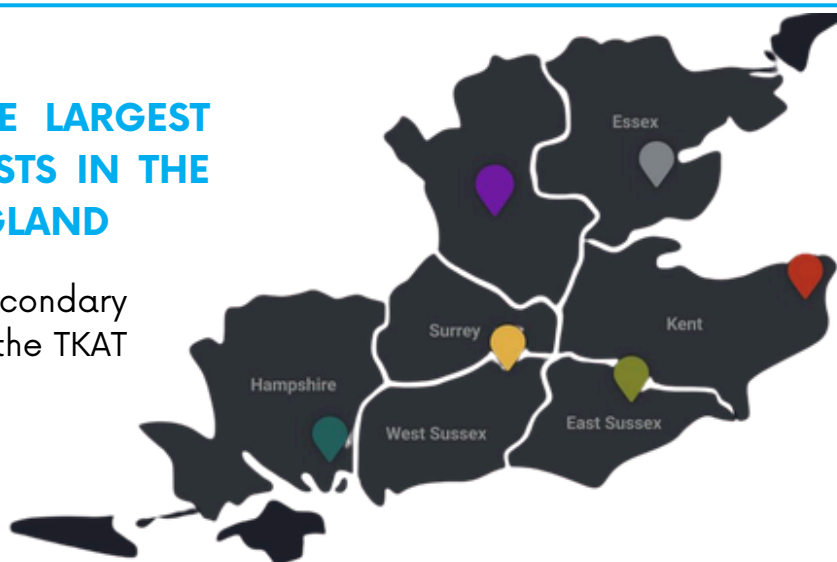 E LARGEST
STS IN THE
GLAND
condary
the TKAT
Essex
Kent
Surrey
Hampshire
West Sussex
East Sussex